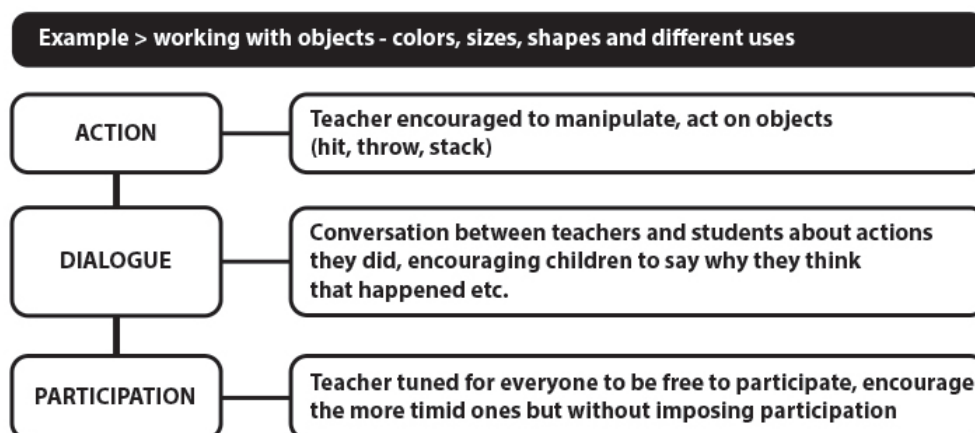 Example > working with objects - colors, sizes, shapes and different uses
ACTION
Teacher encouraged to manipulate, act on objects
(hit, throw, stack)
DIALOGUE
Conversation between teachers and students about actions
they did, encouraging children to say why they think
that happened etc.
PARTICIPATION
Teacher tuned for everyone to be free to participate, encourage
the more timid ones but without imposing participation